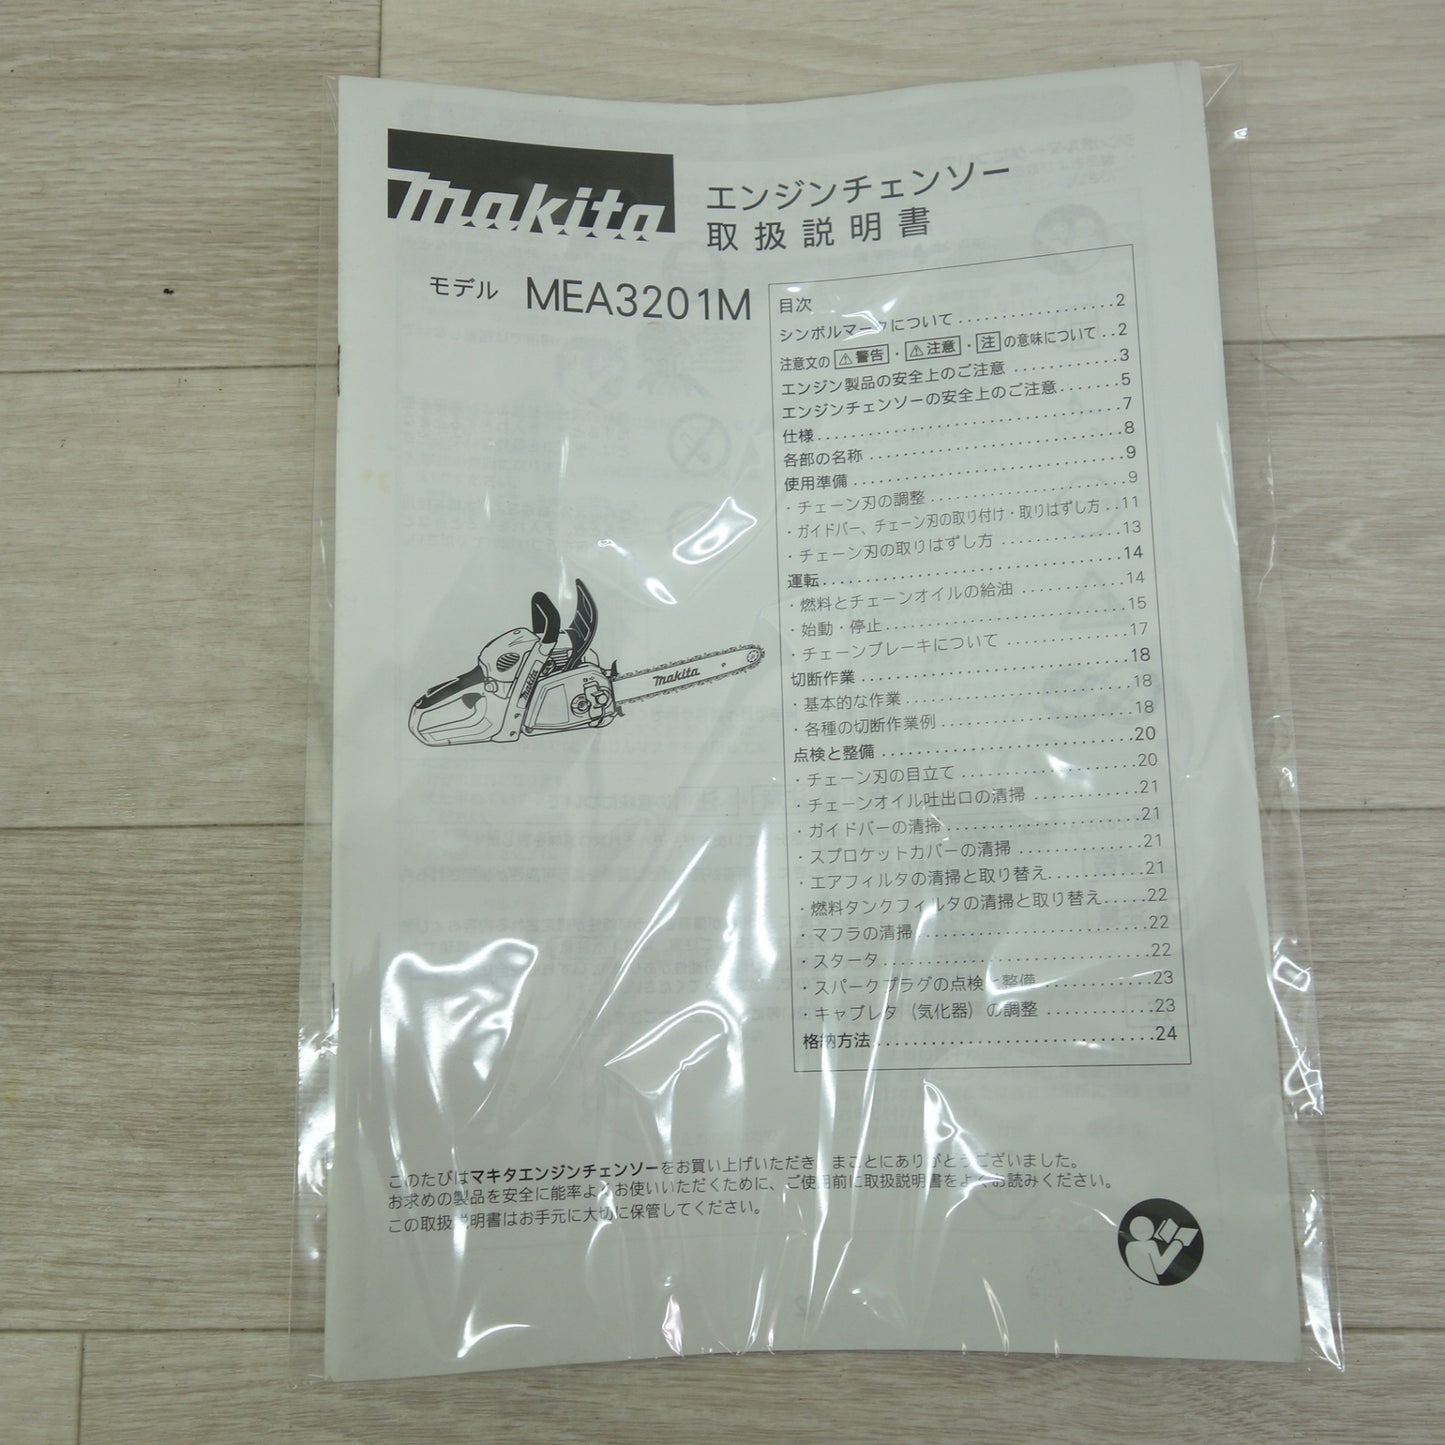 makita
エンジンチェンソー
取扱説明書
モデル MEA3201M
目次
シンボルマークについて ..................2
注意文の ⚠警告 ・ ⚠注意 ・ 注 の意味について ..2
エンジン製品の安全上のご注意 ............3
エンジンチェンソーの安全上のご注意.......5
仕様....................................7
各部の名称 ..............................8
使用準備 ................................9
・チェーン刃の調整 .......................9
・ガイドバー、チェーン刃の取り付け・取りはずし方 ..11
・チェーン刃の取りはずし方 ..............13
運転...................................14
・燃料とチェーンオイルの給油 ............14
・始動・停止............................15
・チェーンブレーキについて ..............17
切断作業 ..............................18
・基本的な作業 ..........................18
・各種の切断作業例 ......................18
点検と整備 .............................20
・チェーン刃の目立て ....................20
・チェーンオイル吐出口の清掃 ............21
・ガイドバーの清掃.......................21
・スプロケットカバーの清掃 ..............21
・エアフィルタの清掃と取り替え...........21
・燃料タンクフィルタの清掃と取り替え.....22
・マフラの清掃..........................22
・スタータ..............................22
・スパークプラグの点検と整備 ............23
・キャブレタ（気化器）の調整 ............23
格納方法...............................24
makita
makita
このたびはマキタエンジンチェンソーをお買い上げいただきまことにありがとうございました。
お求めの製品を安全に能率よくお使いいただくために、ご使用前に取扱説明書をよくお読みください。
この取扱説明書はお手元に大切に保管してください。